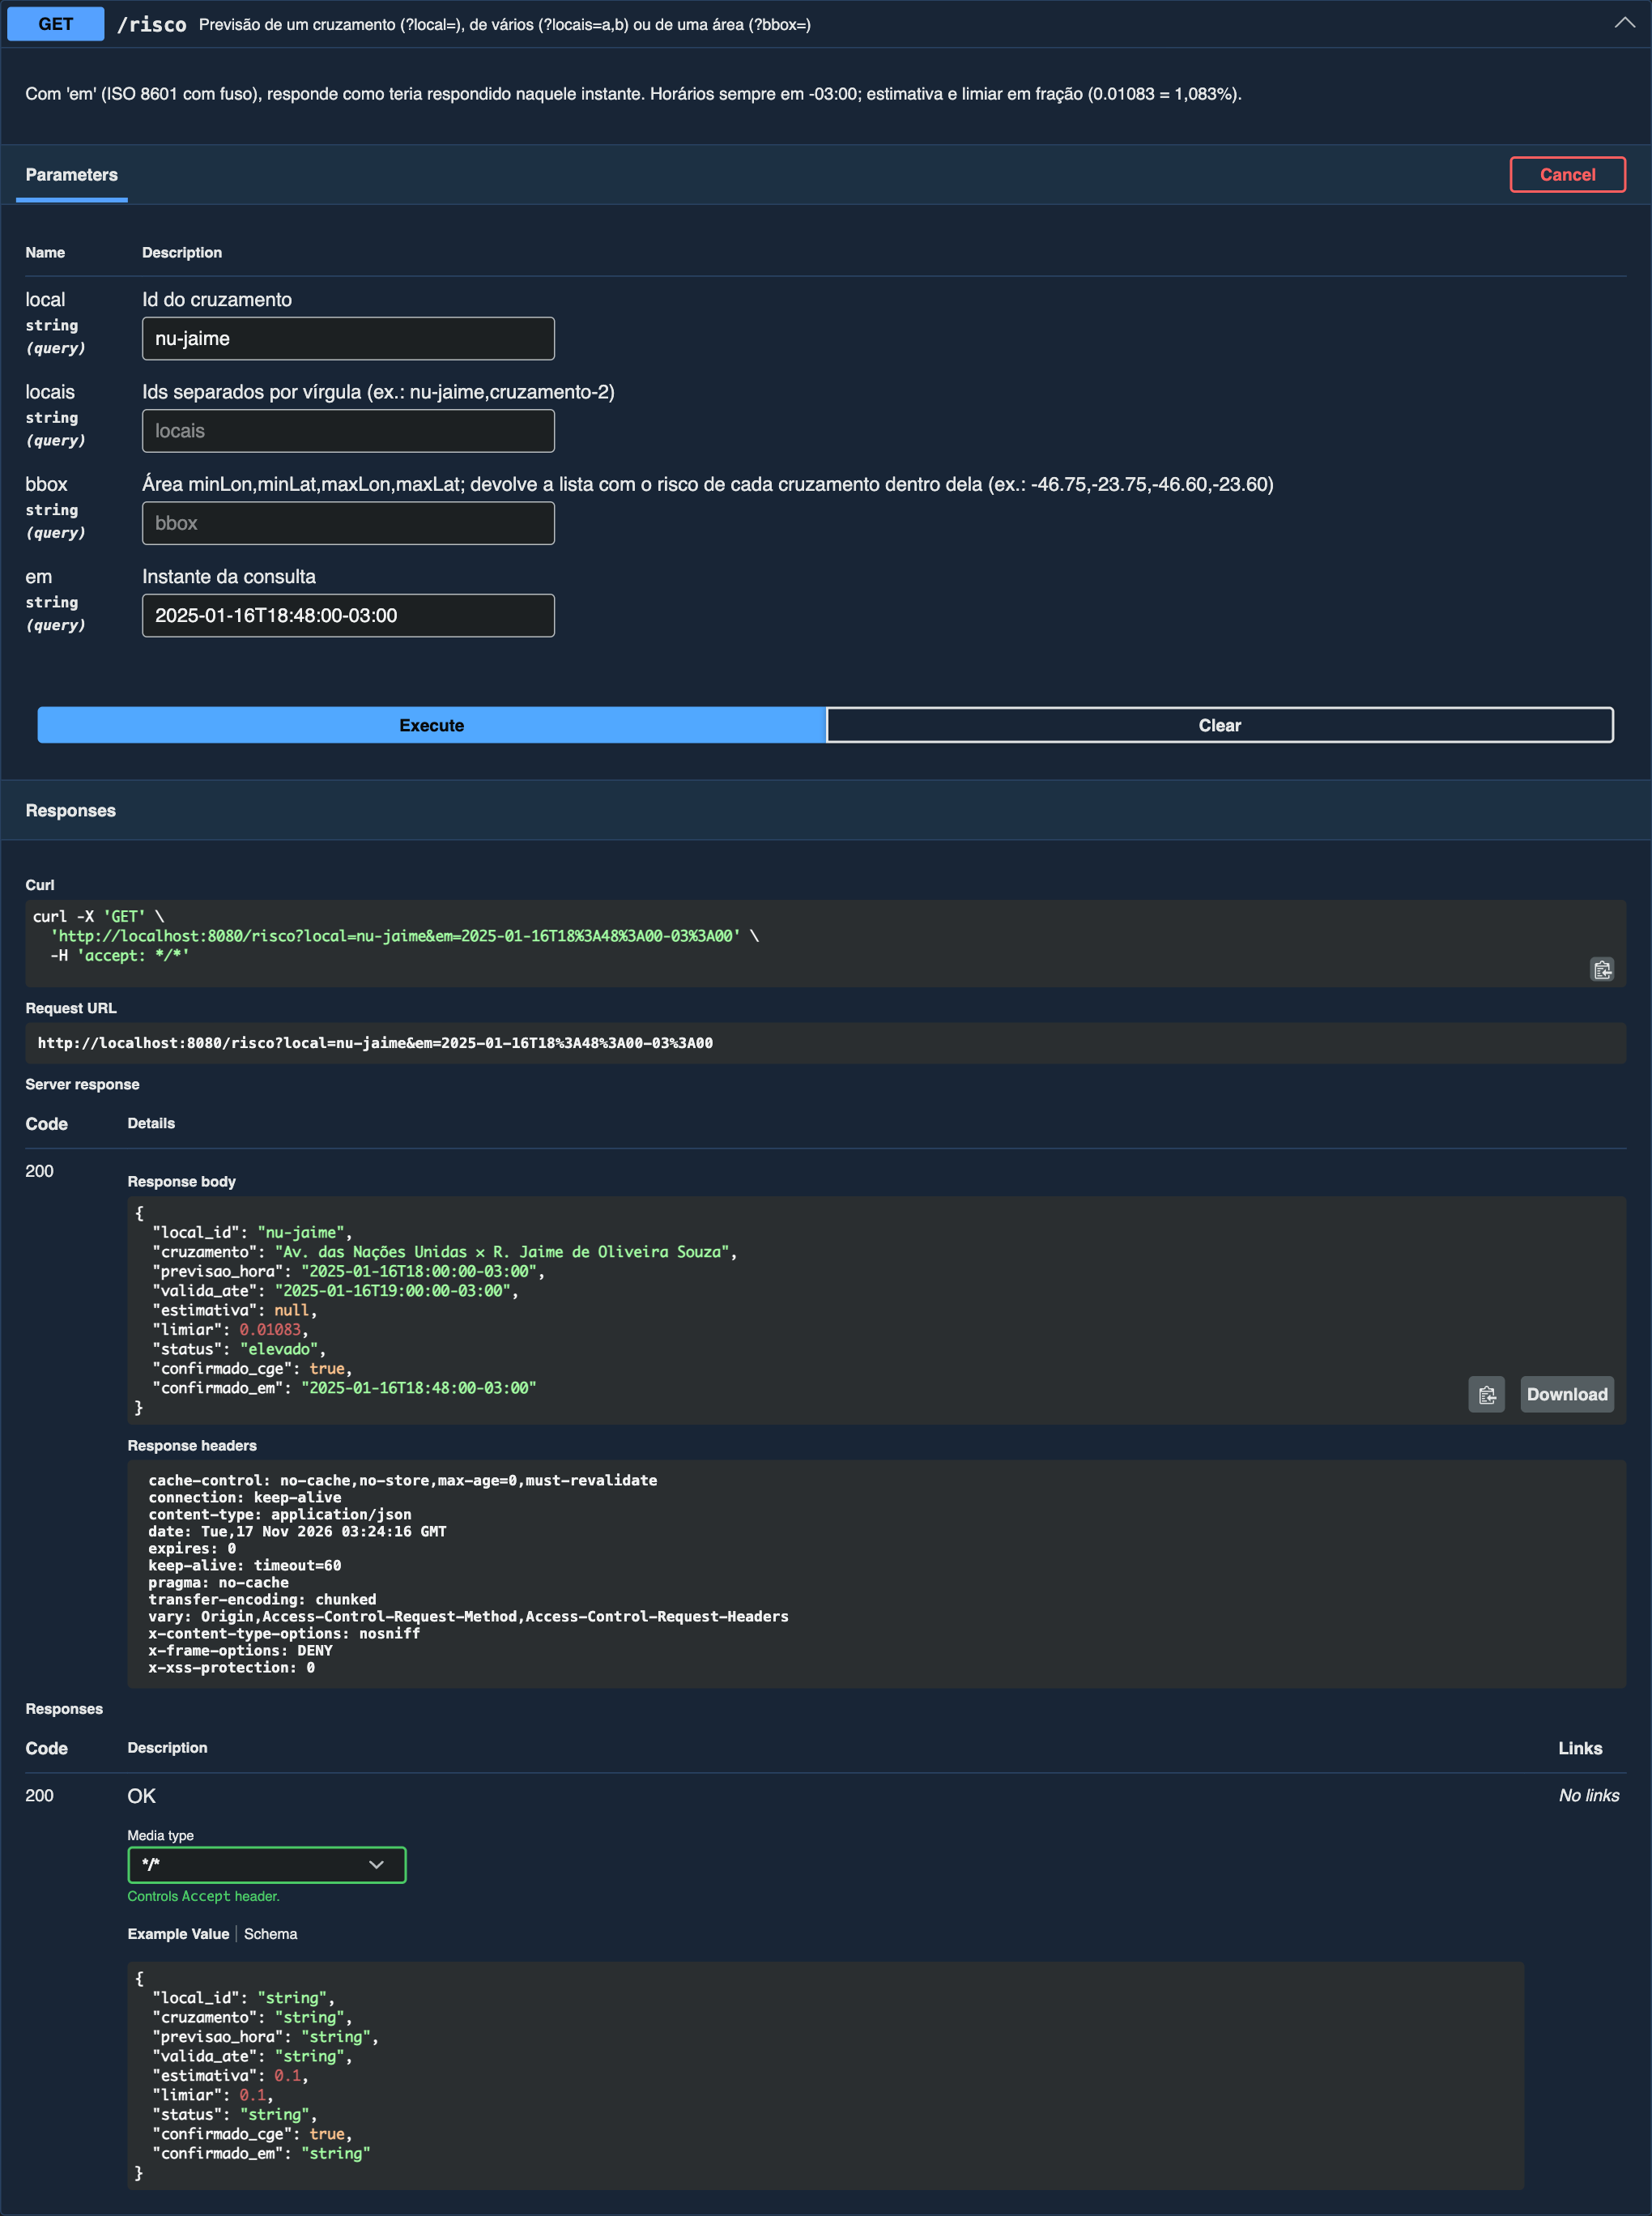 GET /risco Previsão de um cruzamento (?local=), de vários (?locais=a,b) ou de uma área (?bbox=)
Com 'em' (ISO 8601 com fuso), responde como teria respondido naquele instante. Horários sempre em -03:00; estimativa e limiar em fração (0.01083 = 1,083%).
Parameters
Cancel
Name Description
local Id do cruzamento
string
(query)
nu-jaime
locais Ids separados por vírgula (ex.: nu-jaime,cruzamento-2)
string
(query)
locais
bbox Área minLon,minLat,maxLon,maxLat; devolve a lista com o risco de cada cruzamento dentro dela (ex.: -46.75,-23.75,-46.60,-23.60)
string
(query)
bbox
em Instante da consulta
string
(query)
2025-01-16T18:48:00-03:00
Execute Clear
Responses
Curl
curl -X 'GET' \
'http://localhost:8080/risco?local=nu-jaime&em=2025-01-16T18%3A48%3A00-03%3A00' \
-H 'accept: */*'
Request URL
http://localhost:8080/risco?local=nu-jaime&em=2025-01-16T18%3A48%3A00-03%3A00
Server response
Code Details
200
Response body
{
"local_id": "nu-jaime",
"cruzamento": "Av. das Nações Unidas × R. Jaime de Oliveira Souza",
"previsao_hora": "2025-01-16T18:00:00-03:00",
"valida_ate": "2025-01-16T19:00:00-03:00",
"estimativa": null,
"limiar": 0.01083,
"status": "elevado",
"confirmado_cge": true,
"confirmado_em": "2025-01-16T18:48:00-03:00"
}
Download
Response headers
cache-control: no-cache,no-store,max-age=0,must-revalidate
connection: keep-alive
content-type: application/json
date: Tue,17 Nov 2026 03:24:16 GMT
expires: 0
keep-alive: timeout=60
pragma: no-cache
transfer-encoding: chunked
vary: Origin,Access-Control-Request-Method,Access-Control-Request-Headers
x-content-type-options: nosniff
x-frame-options: DENY
x-xss-protection: 0
Responses
Code Description Links
200 OK No links
Media type
*/*
Controls Accept header.
Example Value Schema
{
"local_id": "string",
"cruzamento": "string",
"previsao_hora": "string",
"valida_ate": "string",
"estimativa": 0.1,
"limiar": 0.1,
"status": "string",
"confirmado_cge": true,
"confirmado_em": "string"
}